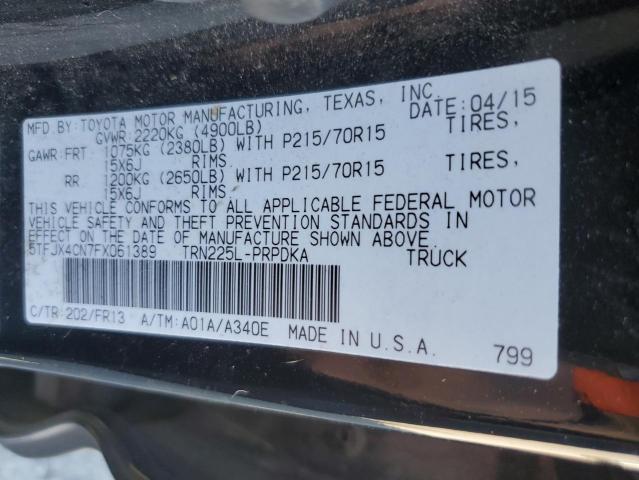 MFD.BY:TOYOTA MOTOR MANUFACTURING, TEXAS, INC. DATE:04/15
GVWR:2220KG (4900LB)
GAWR:FRT 1075KG (2380LB) WITH P215/70R15 TIRES,
15X6J RIMS.
RR 1200KG (2650LB) WITH P215/70R15 TIRES,
15X6J RIMS.
THIS VEHICLE CONFORMS TO ALL APPLICABLE FEDERAL MOTOR
VEHICLE SAFETY AND THEFT PREVENTION STANDARDS IN
EFFECT ON THE DATE OF MANUFACTURE SHOWN ABOVE.
5TFJX4CN7FX061389 TRN225L-PRPDKA TRUCK
C/TR:202/FR13 A/TM:A01A/A340E MADE IN U.S.A.
799